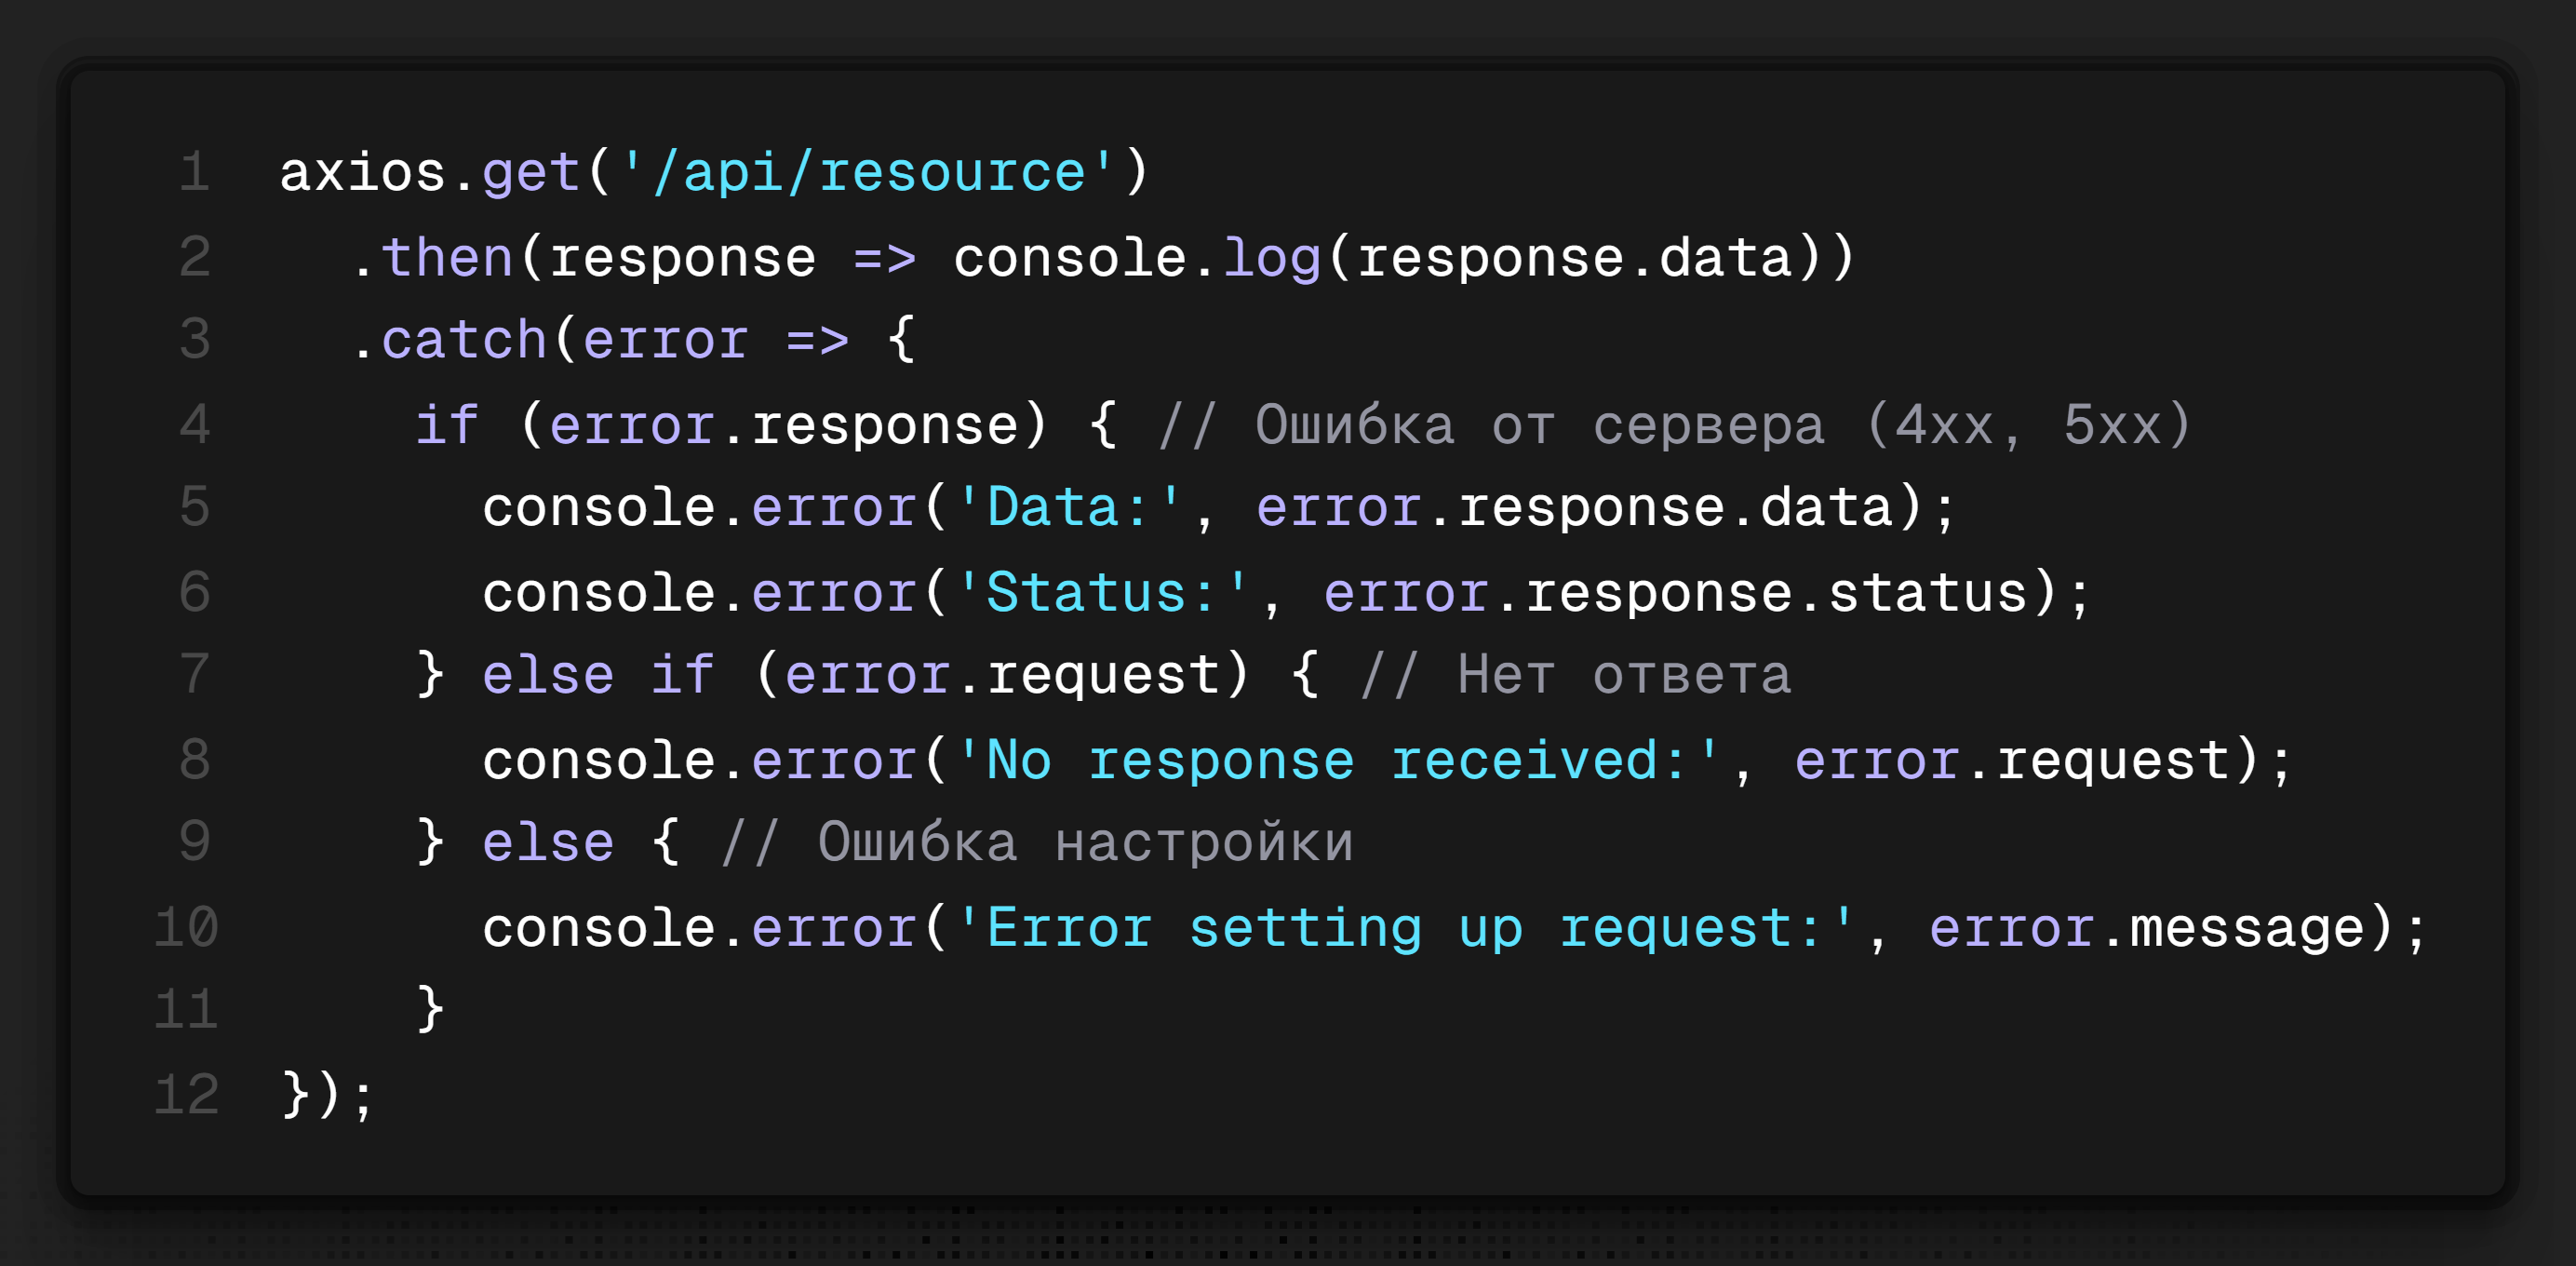 1 axios.get('/api/resource')
2   .then(response => console.log(response.data))
3   .catch(error => {
4     if (error.response) { // Ошибка от сервера (4xx, 5xx)
5       console.error('Data:', error.response.data);
6       console.error('Status:', error.response.status);
7     } else if (error.request) { // Нет ответа
8       console.error('No response received:', error.request);
9     } else { // Ошибка настройки
10       console.error('Error setting up request:', error.message);
11     }
12 });